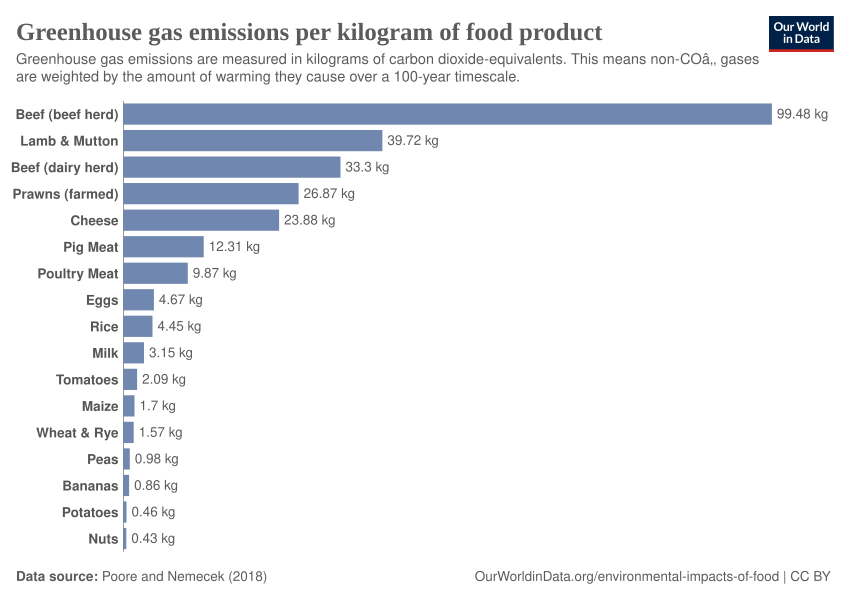 Greenhouse gas emissions per kilogram of food product
Our World
in Data
Greenhouse gas emissions are measured in kilograms of carbon dioxide-equivalents. This means non-COâ,, gases
are weighted by the amount of warming they cause over a 100-year timescale.
Beef (beef herd) 99.48 kg
Lamb & Mutton 39.72 kg
Beef (dairy herd) 33.3 kg
Prawns (farmed) 26.87 kg
Cheese 23.88 kg
Pig Meat 12.31 kg
Poultry Meat 9.87 kg
Eggs 4.67 kg
Rice 4.45 kg
Milk 3.15 kg
Tomatoes 2.09 kg
Maize 1.7 kg
Wheat & Rye 1.57 kg
Peas 0.98 kg
Bananas 0.86 kg
Potatoes 0.46 kg
Nuts 0.43 kg
Data source: Poore and Nemecek (2018)
OurWorldinData.org/environmental-impacts-of-food | CC BY